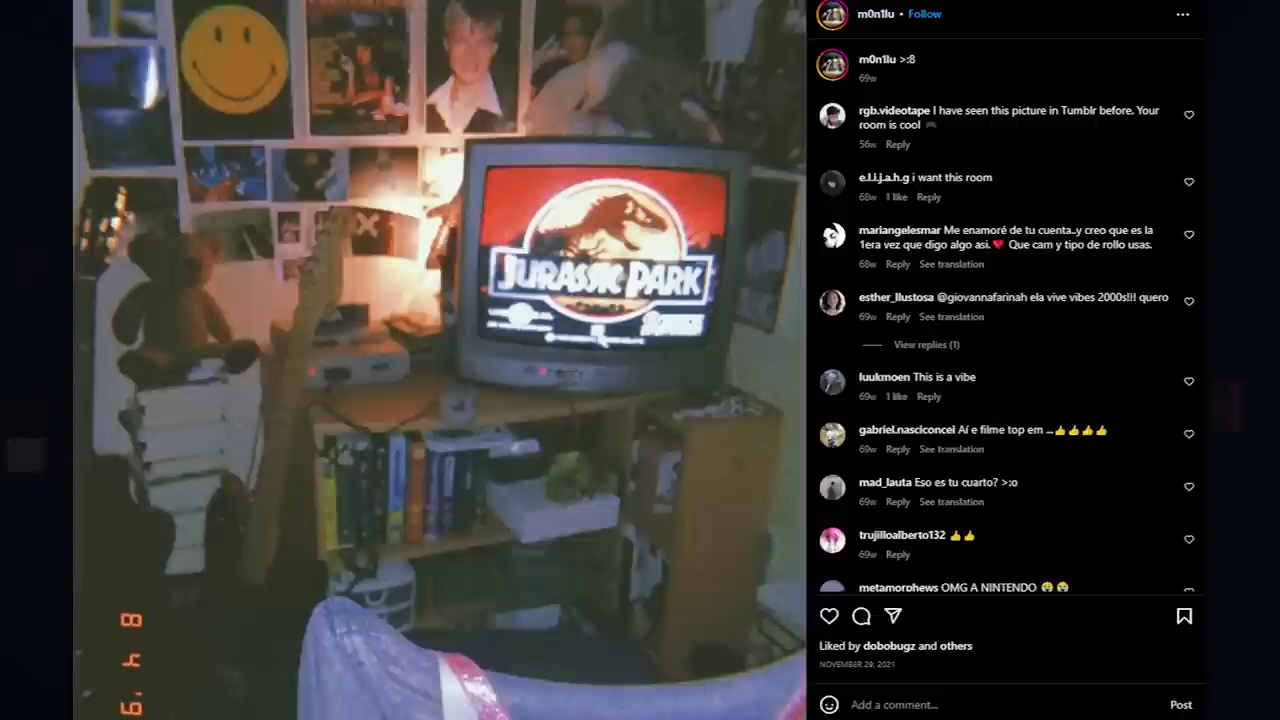 m0n1lu • Follow
m0n1lu >:8
69w
rgb.videotape I have seen this picture in Tumblr before. Your
room is cool
56w Reply
e.l.i.j.a.h.g i want this room
68w 1 like Reply
mariangelesmar Me enamoré de tu cuenta..y creo que es la
1era vez que digo algo asi.❤️ Que cam y tipo de rollo usas.
68w Reply See translation
esther_llustosa @giovannafarinah ela vive vibes 2000s!!! quero
69w Reply See translation
View replies (1)
luukmoen This is a vibe
69w 1 like Reply
gabriel.nasciconcei Aí e filme top em ...👍👍👍👍
69w Reply See translation
mad_lauta Eso es tu cuarto? >:o
69w Reply See translation
trujilloalberto132 👍👍
69w Reply
metamorphews OMG A NINTENDO 😭😭
Liked by dobobugz and others
NOVEMBER 29, 2021
Add a comment... Post
JURASSIC PARK